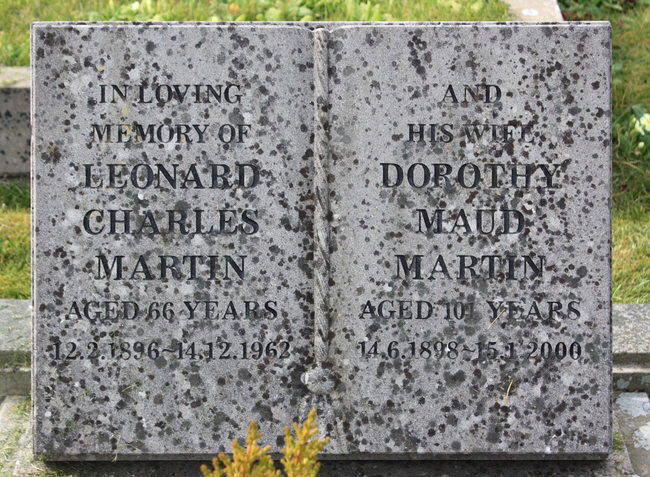 IN LOVING
MEMORY OF
LEONARD
CHARLES
MARTIN
AGED 66 YEARS
12.2.1896~14.12.1962
AND
HIS WIFE
DOROTHY
MAUD
MARTIN
AGED 101 YEARS
14.6.1898~15.1.2000